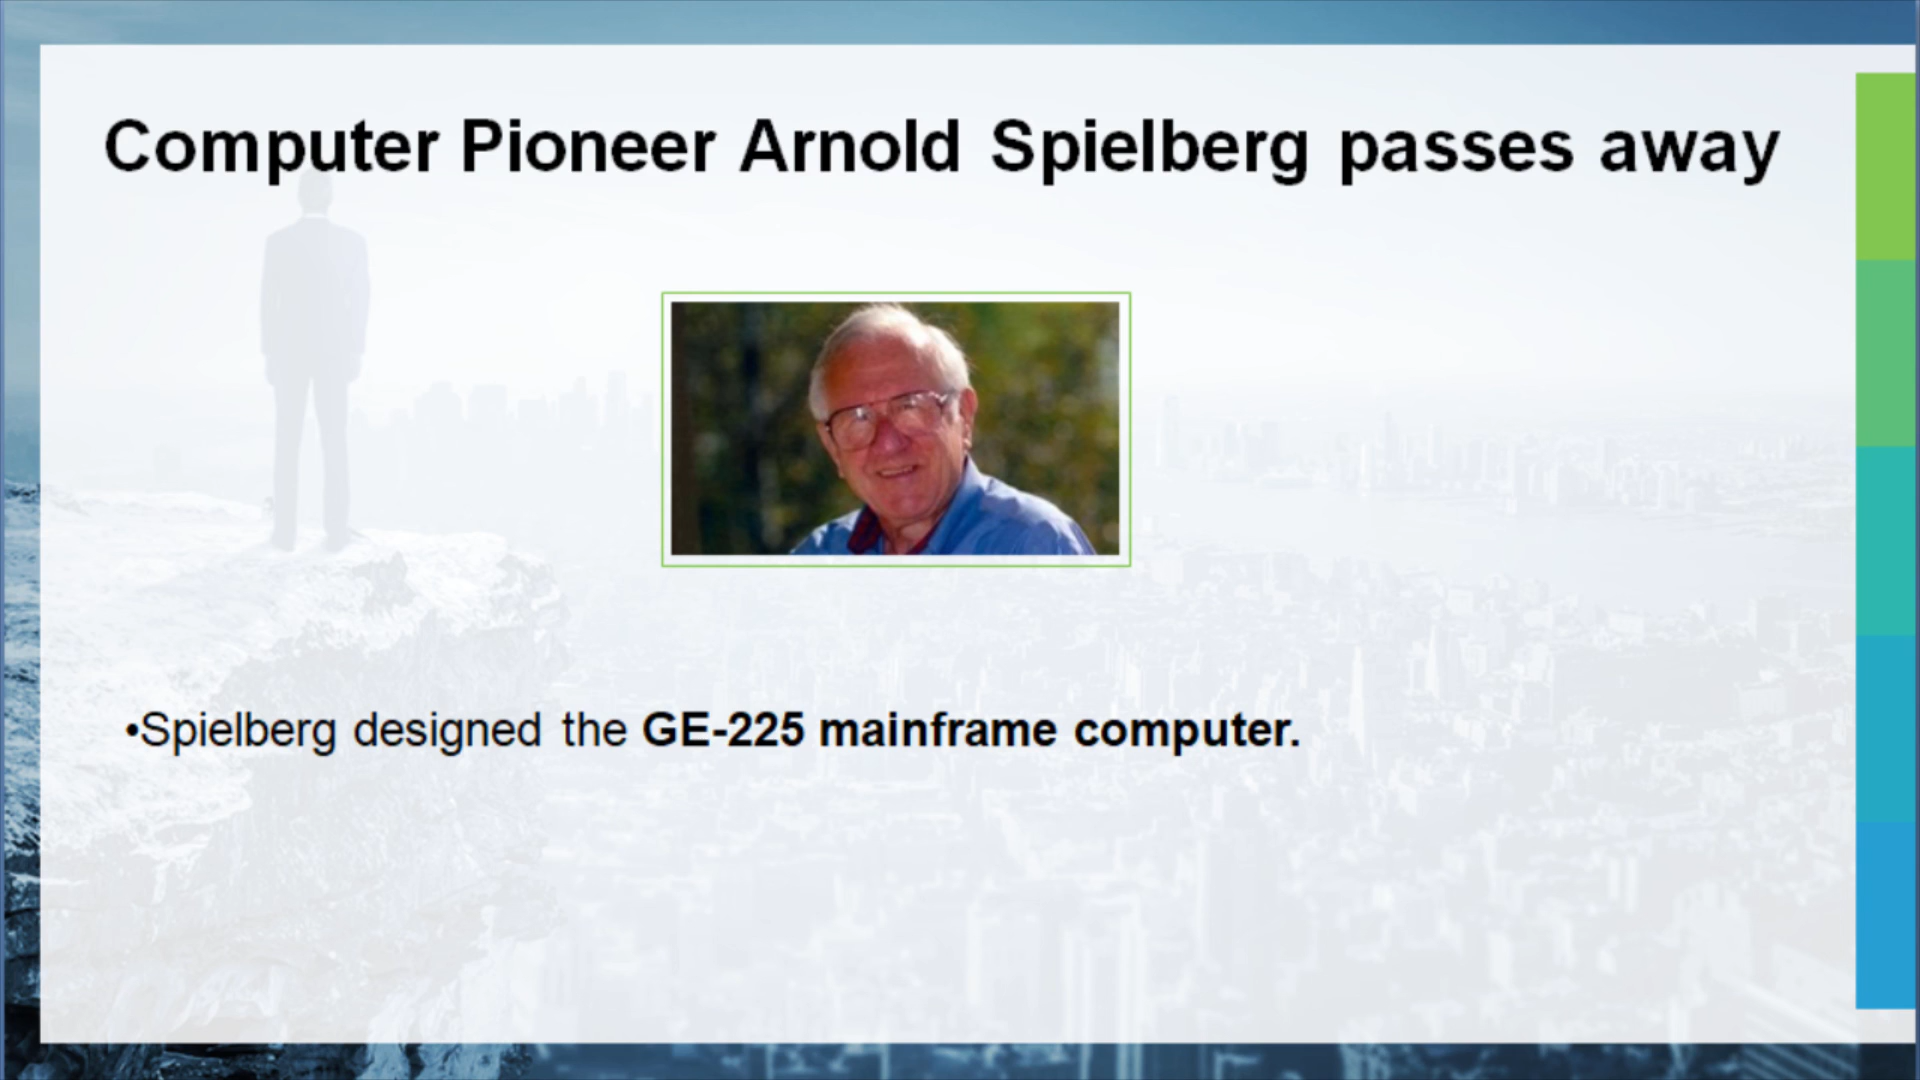 Computer Pioneer Arnold Spielberg passes away
•Spielberg designed the GE-225 mainframe computer.